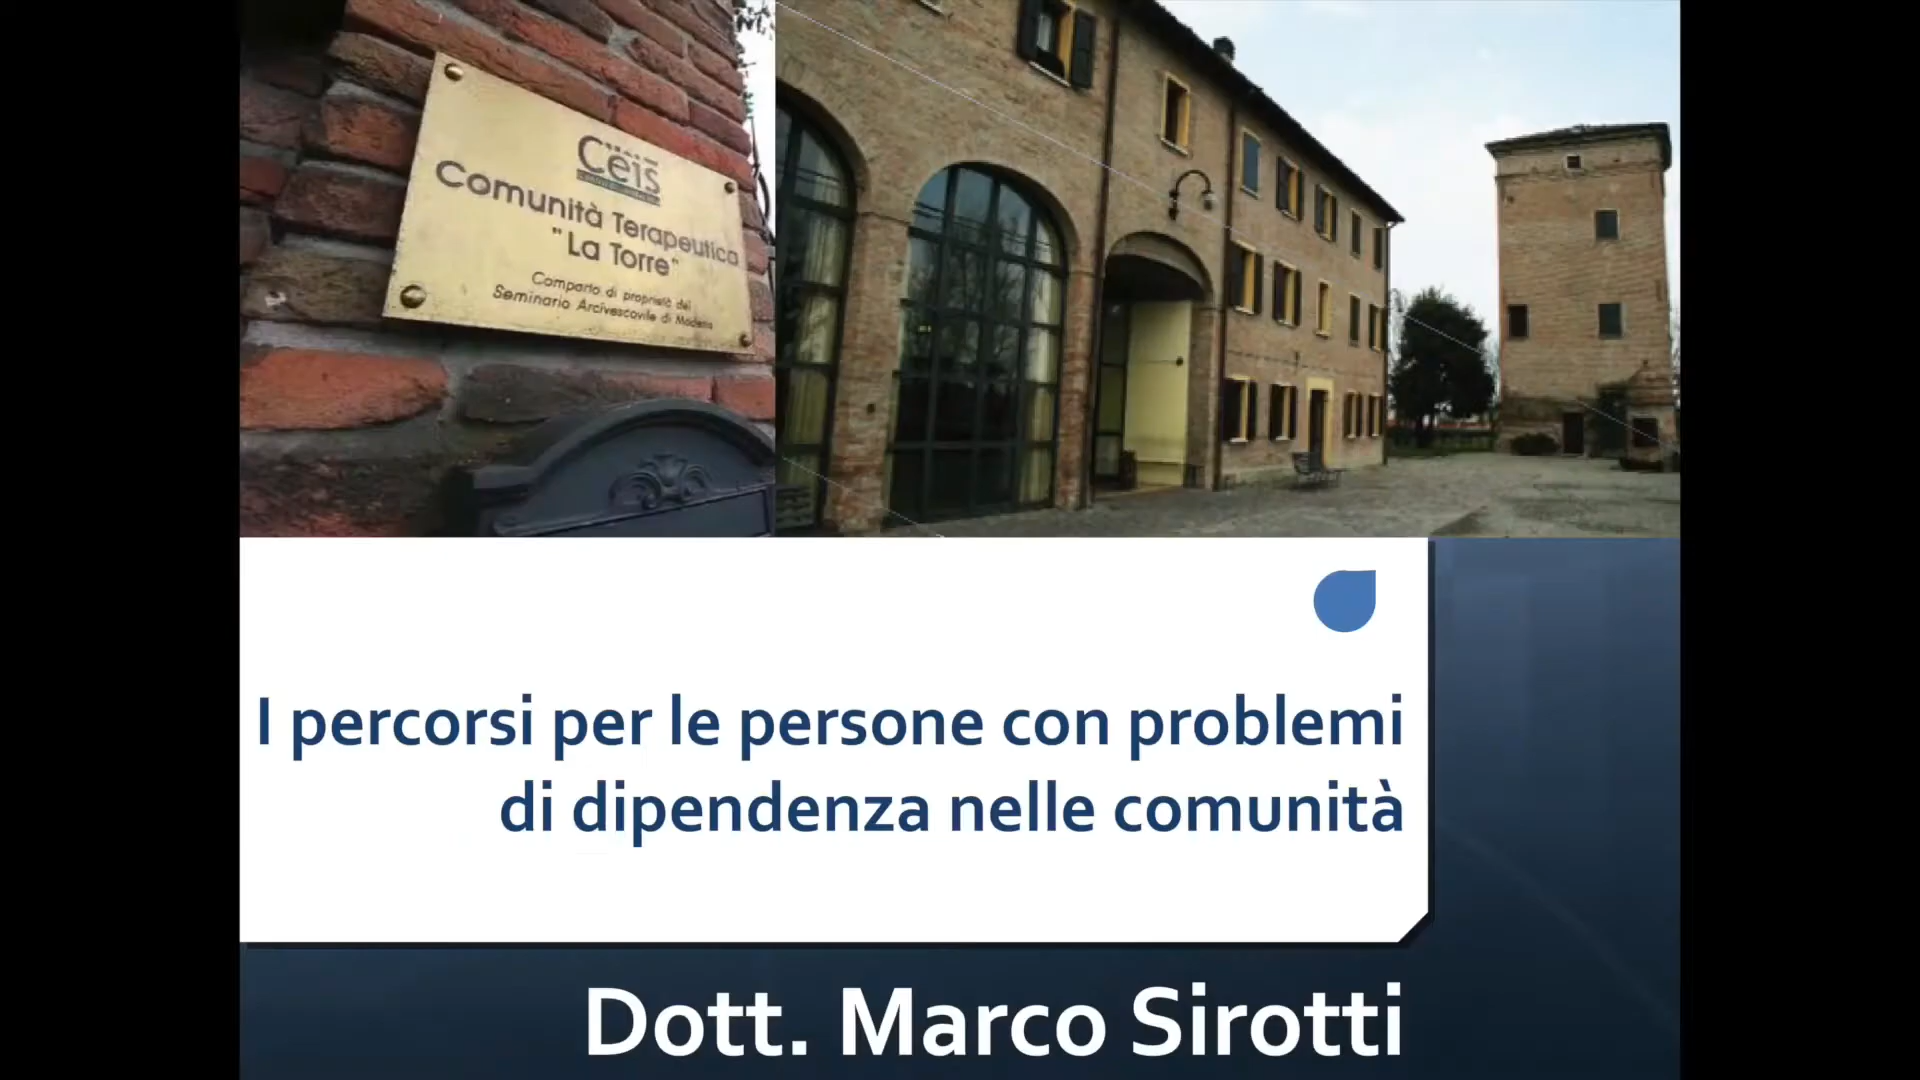 Ceis
Comunità Terapeutica
"La Torre"
Comparto di proprietà del
Seminario Arcivescovile di Modena
I percorsi per le persone con problemi
di dipendenza nelle comunità
Dott. Marco Sirotti